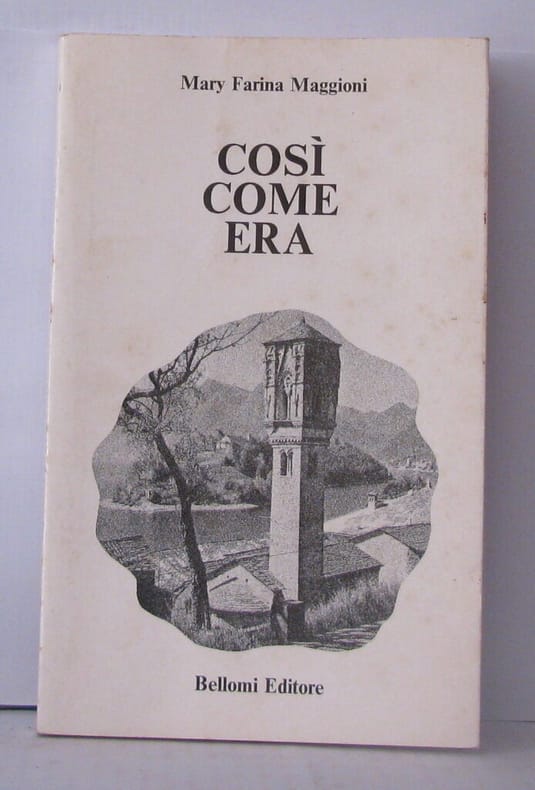 Mary Farina Maggioni
COSÌ
COME
ERA
Bellomi Editore